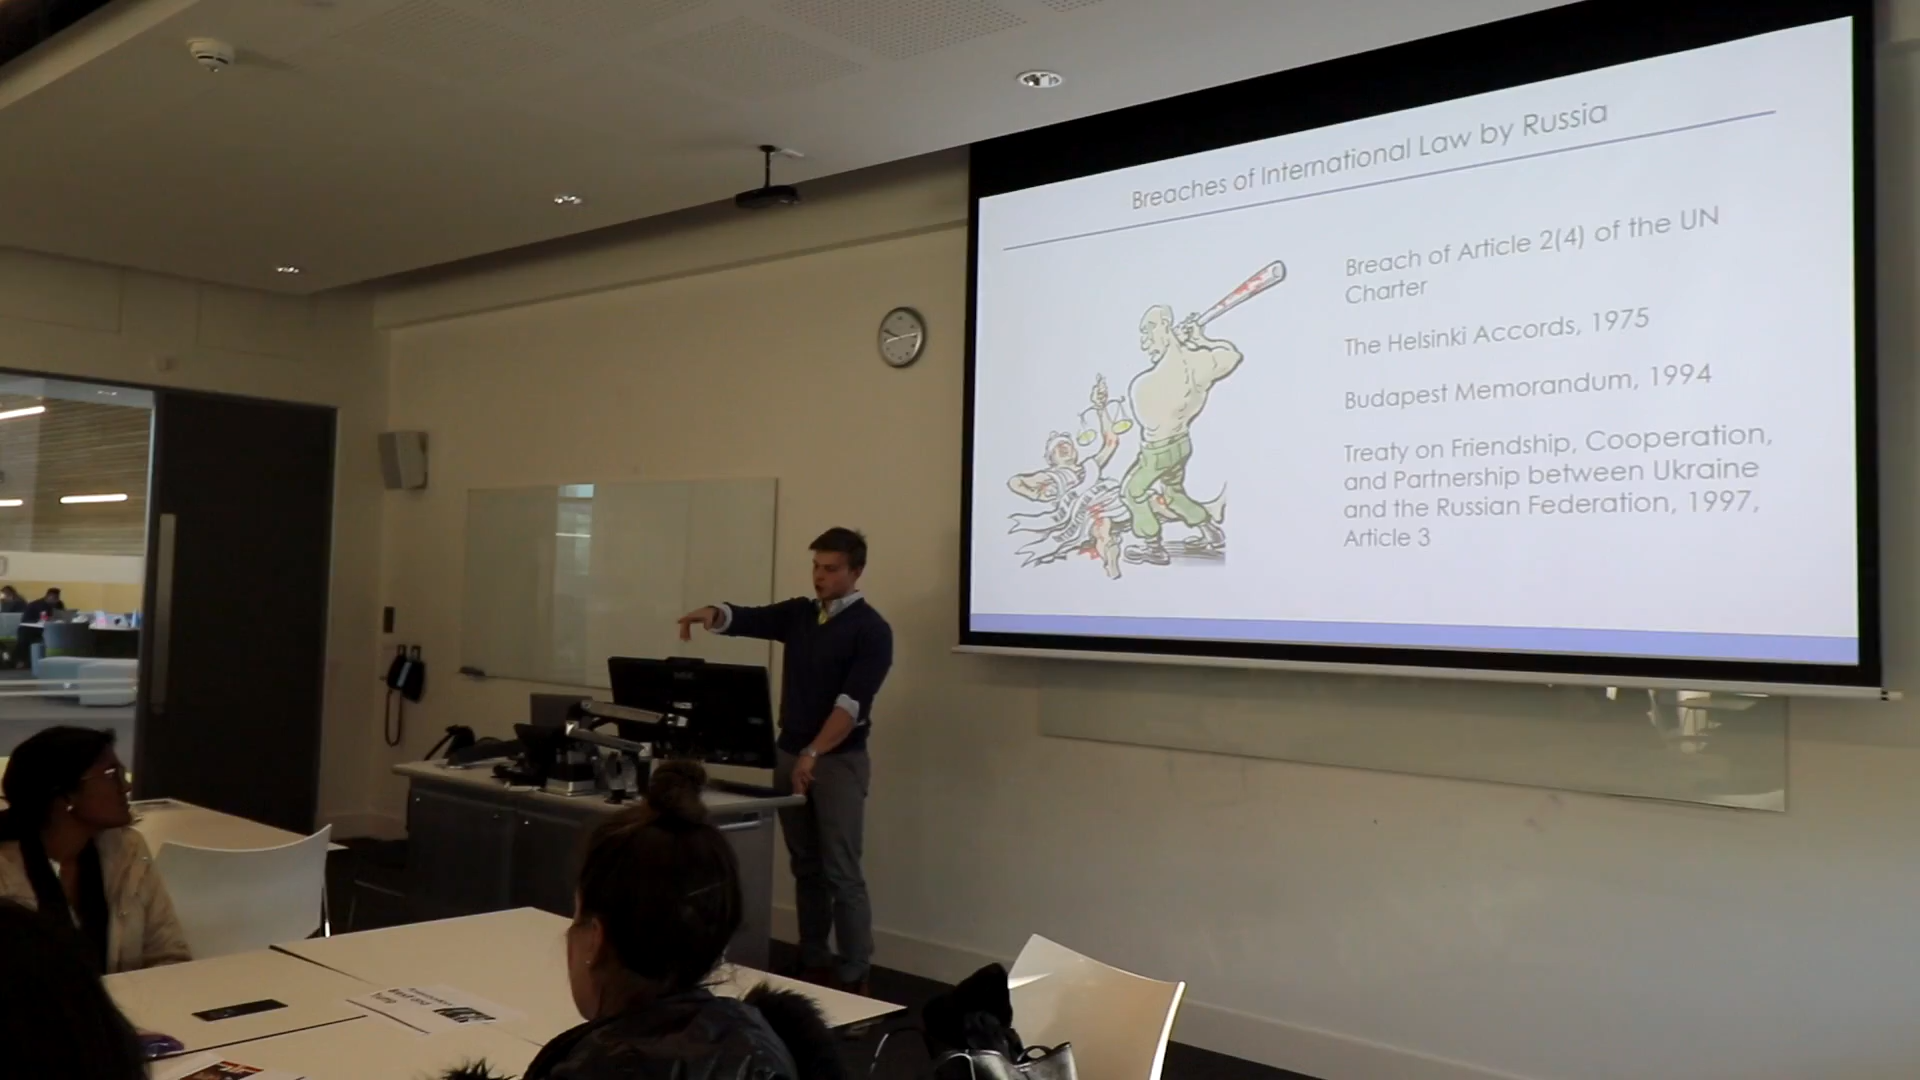 Breaches of International Law by Russia
Breach of Article 2(4) of the UN
Charter
The Helsinki Accords, 1975
Budapest Memorandum, 1994
Treaty on Friendship, Cooperation,
and Partnership between Ukraine
and the Russian Federation, 1997,
Article 3